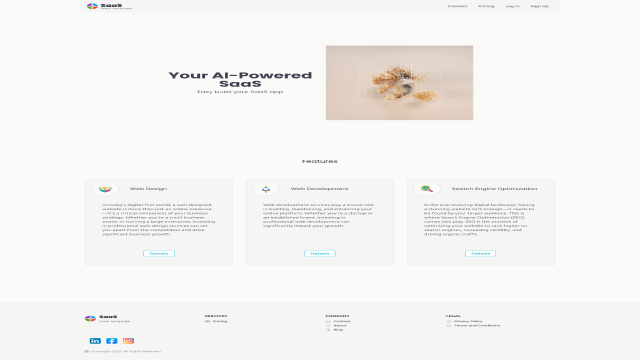 SaaS
SaaS template
Contact Pricing Log In Sign Up
Your AI-Powered
SaaS
Easy build your SaaS app
Features
Web Design
In today's digital-first world, a well-designed
website is more than just an online presence
—it's a critical component of your business
strategy. Whether you're a small business
owner or running a large enterprise, investing
in professional web design services can set
you apart from the competition and drive
significant business growth.
Details
Web Development
Web development services play a crucial role
in building, maintaining, and enhancing your
online platform. Whether you're a startup or
an established brand, investing in
professional web development can
significantly impact your growth.
Details
Search Engine Optimization
In the ever-evolving digital landscape, having
a stunning website isn't enough—it needs to
be found by your target audience. This is
where Search Engine Optimization (SEO)
comes into play. SEO is the practice of
optimizing your website to rank higher on
search engines, increasing visibility, and
driving organic traffic.
Details
SaaS
SaaS template
SERVICES
Pricing
COMPANY
Contact
About
Blog
LEGAL
Privacy Policy
Terms and Conditions
© Copyright 2025. All Rights Reserved.